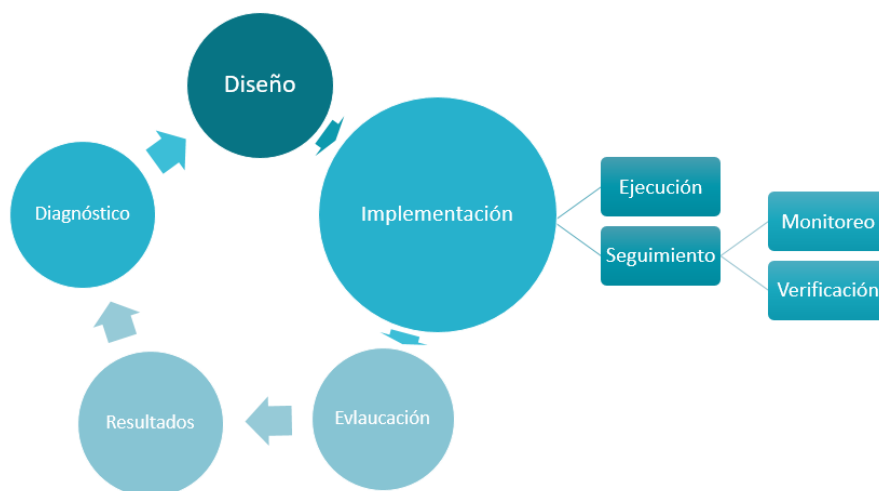 Diseño
Diagnóstico
Implementación
Ejecución
Seguimiento
Monitoreo
Verificación
Resultados
Evlaucación